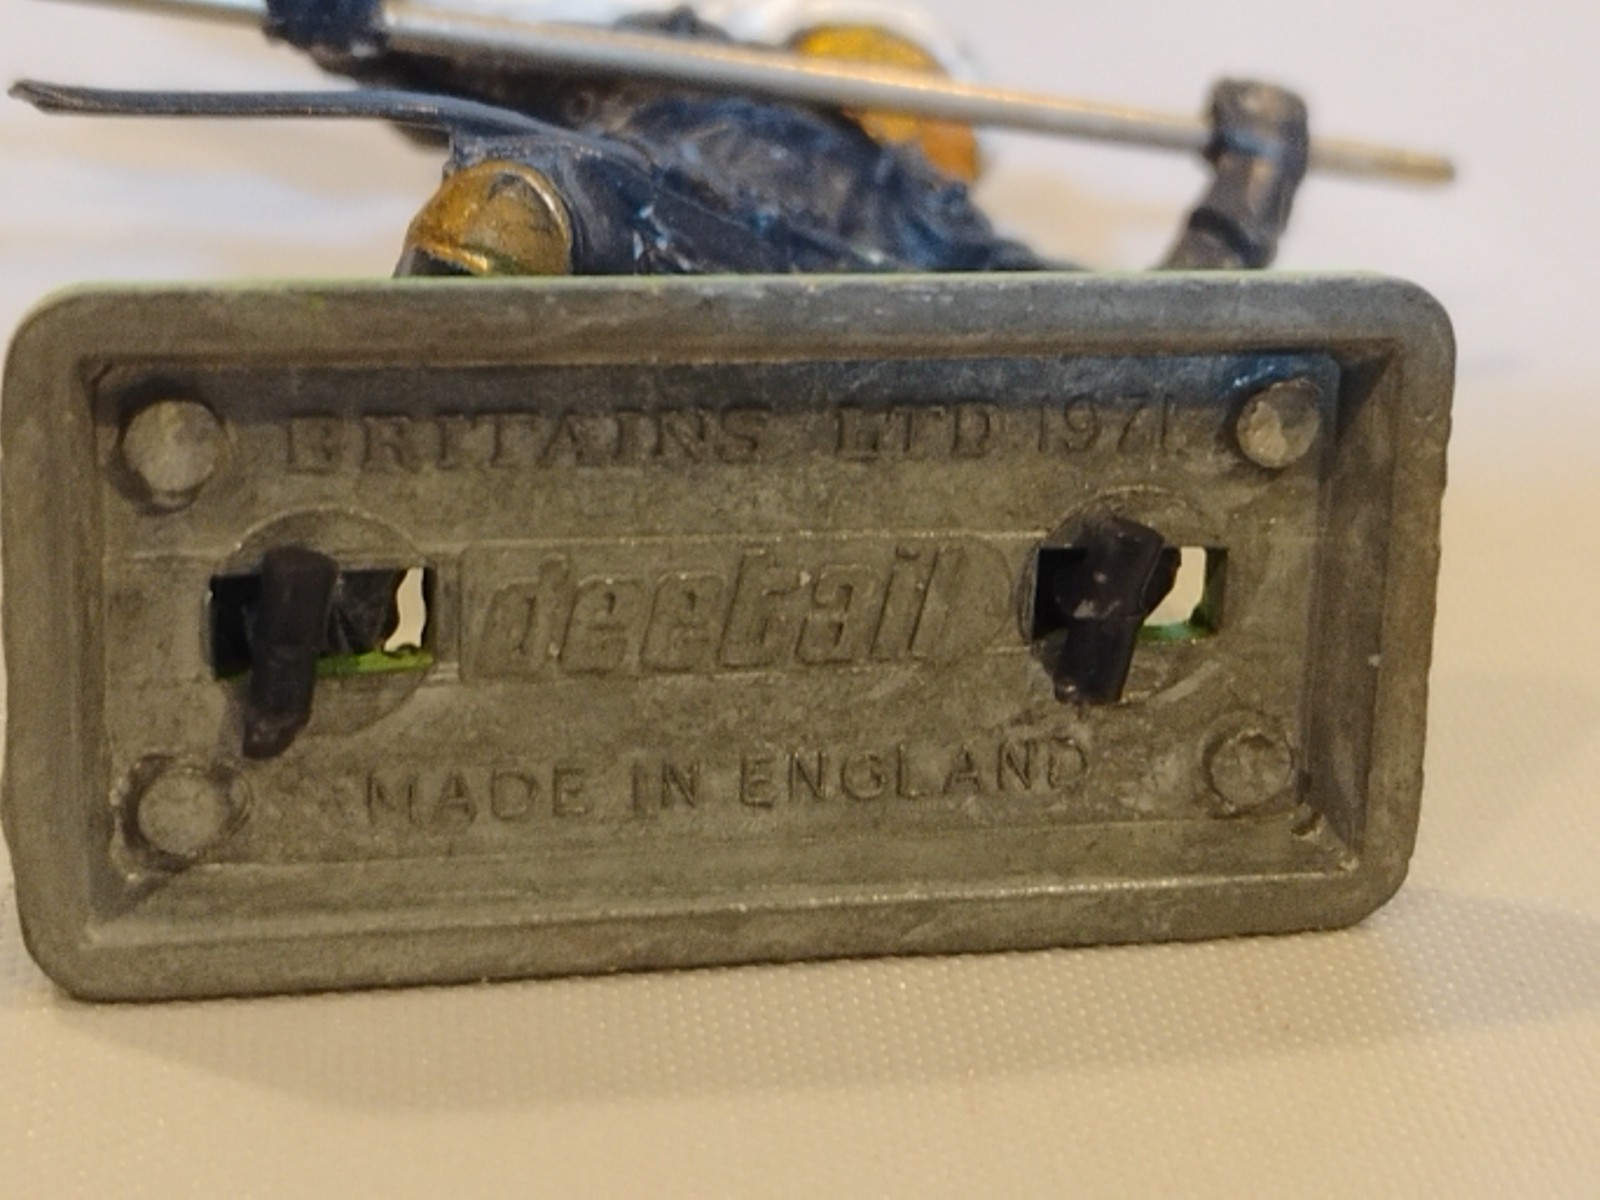 BRITAINS LTD 1971.
deetail
MADE IN ENGLAND